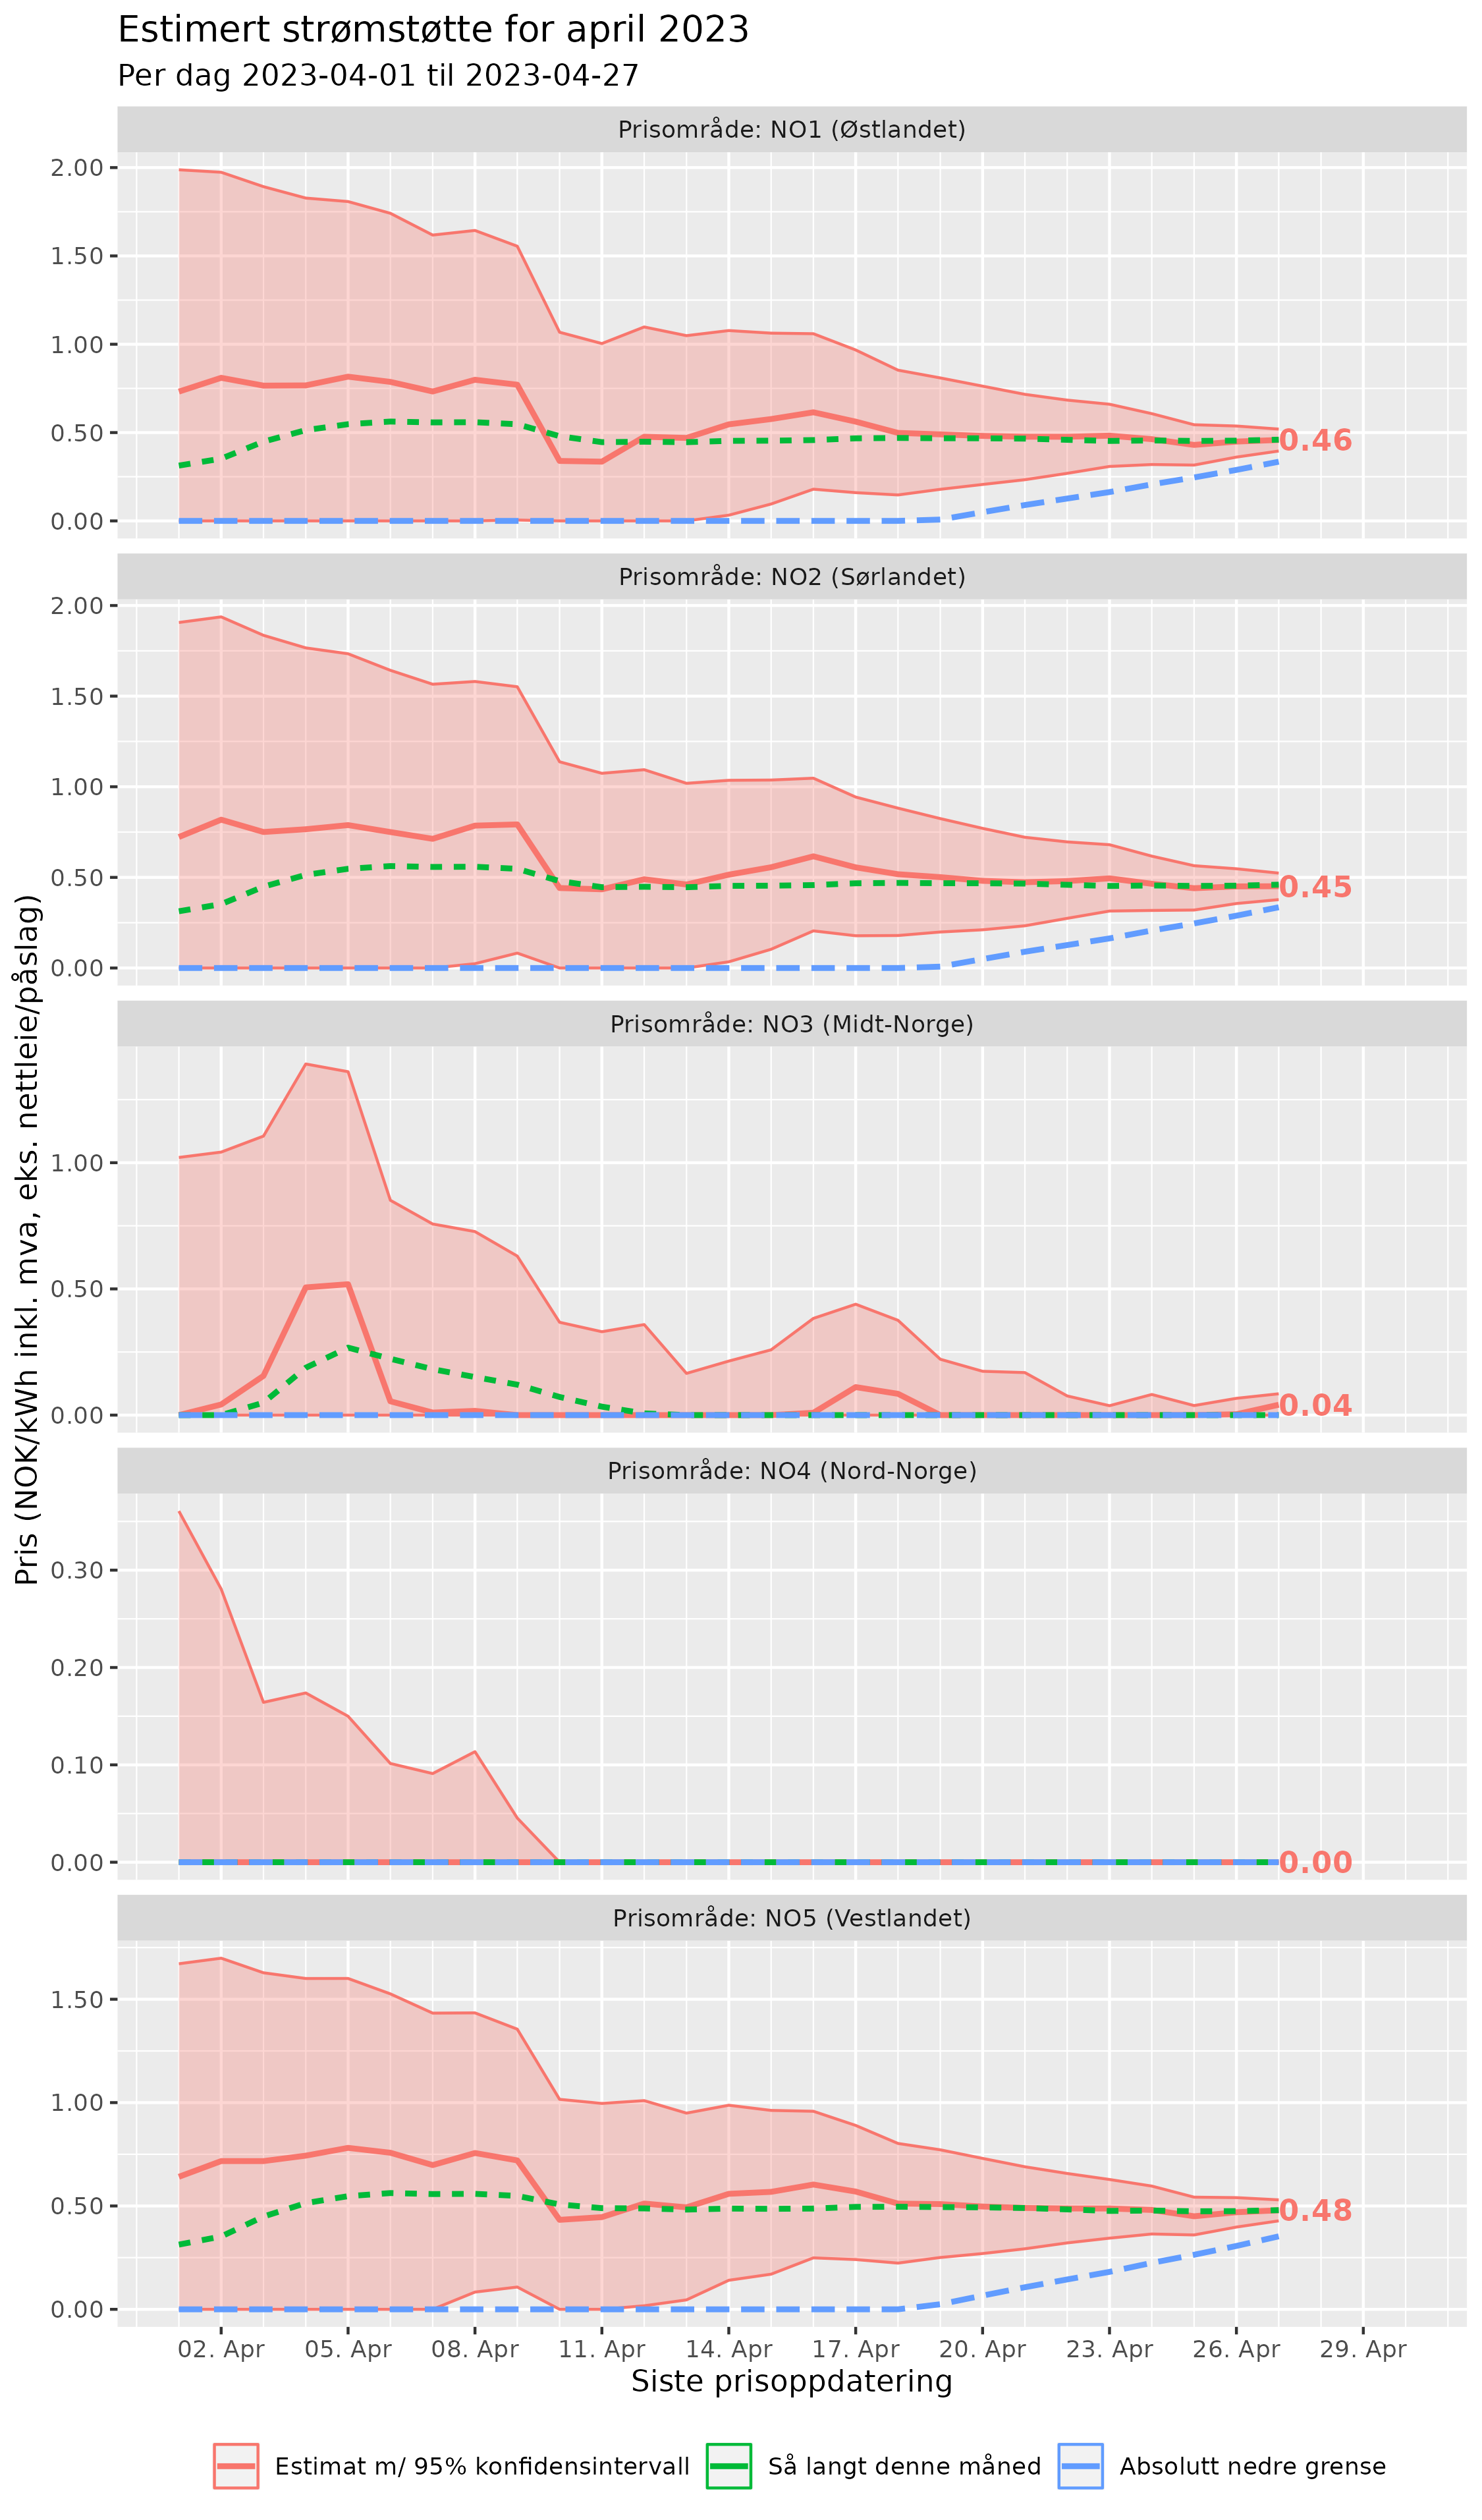 Estimert strømstøtte for april 2023
Per dag 2023-04-01 til 2023-04-27
Pris (NOK/kWh inkl. mva, eks. nettleie/påslag)
Prisområde: NO1 (Østlandet)
2.00
1.50
1.00
0.50
0.00
0.46
Prisområde: NO2 (Sørlandet)
2.00
1.50
1.00
0.50
0.00
0.45
Prisområde: NO3 (Midt-Norge)
1.00
0.50
0.00
0.04
Prisområde: NO4 (Nord-Norge)
0.30
0.20
0.10
0.00
0.00
Prisområde: NO5 (Vestlandet)
1.50
1.00
0.50
0.00
0.48
02. Apr 05. Apr 08. Apr 11. Apr 14. Apr 17. Apr 20. Apr 23. Apr 26. Apr 29. Apr
Siste prisoppdatering
Estimat m/ 95% konfidensintervall Så langt denne måned Absolutt nedre grense